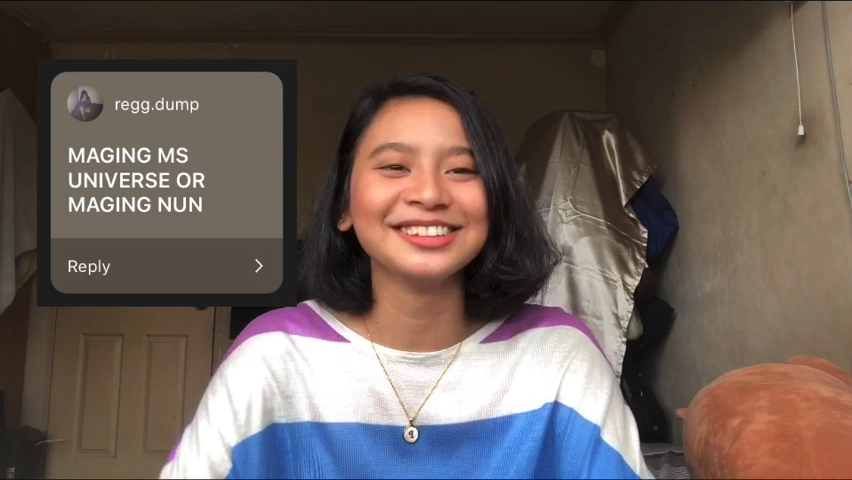 regg.dump
MAGING MS
UNIVERSE OR
MAGING NUN
Reply